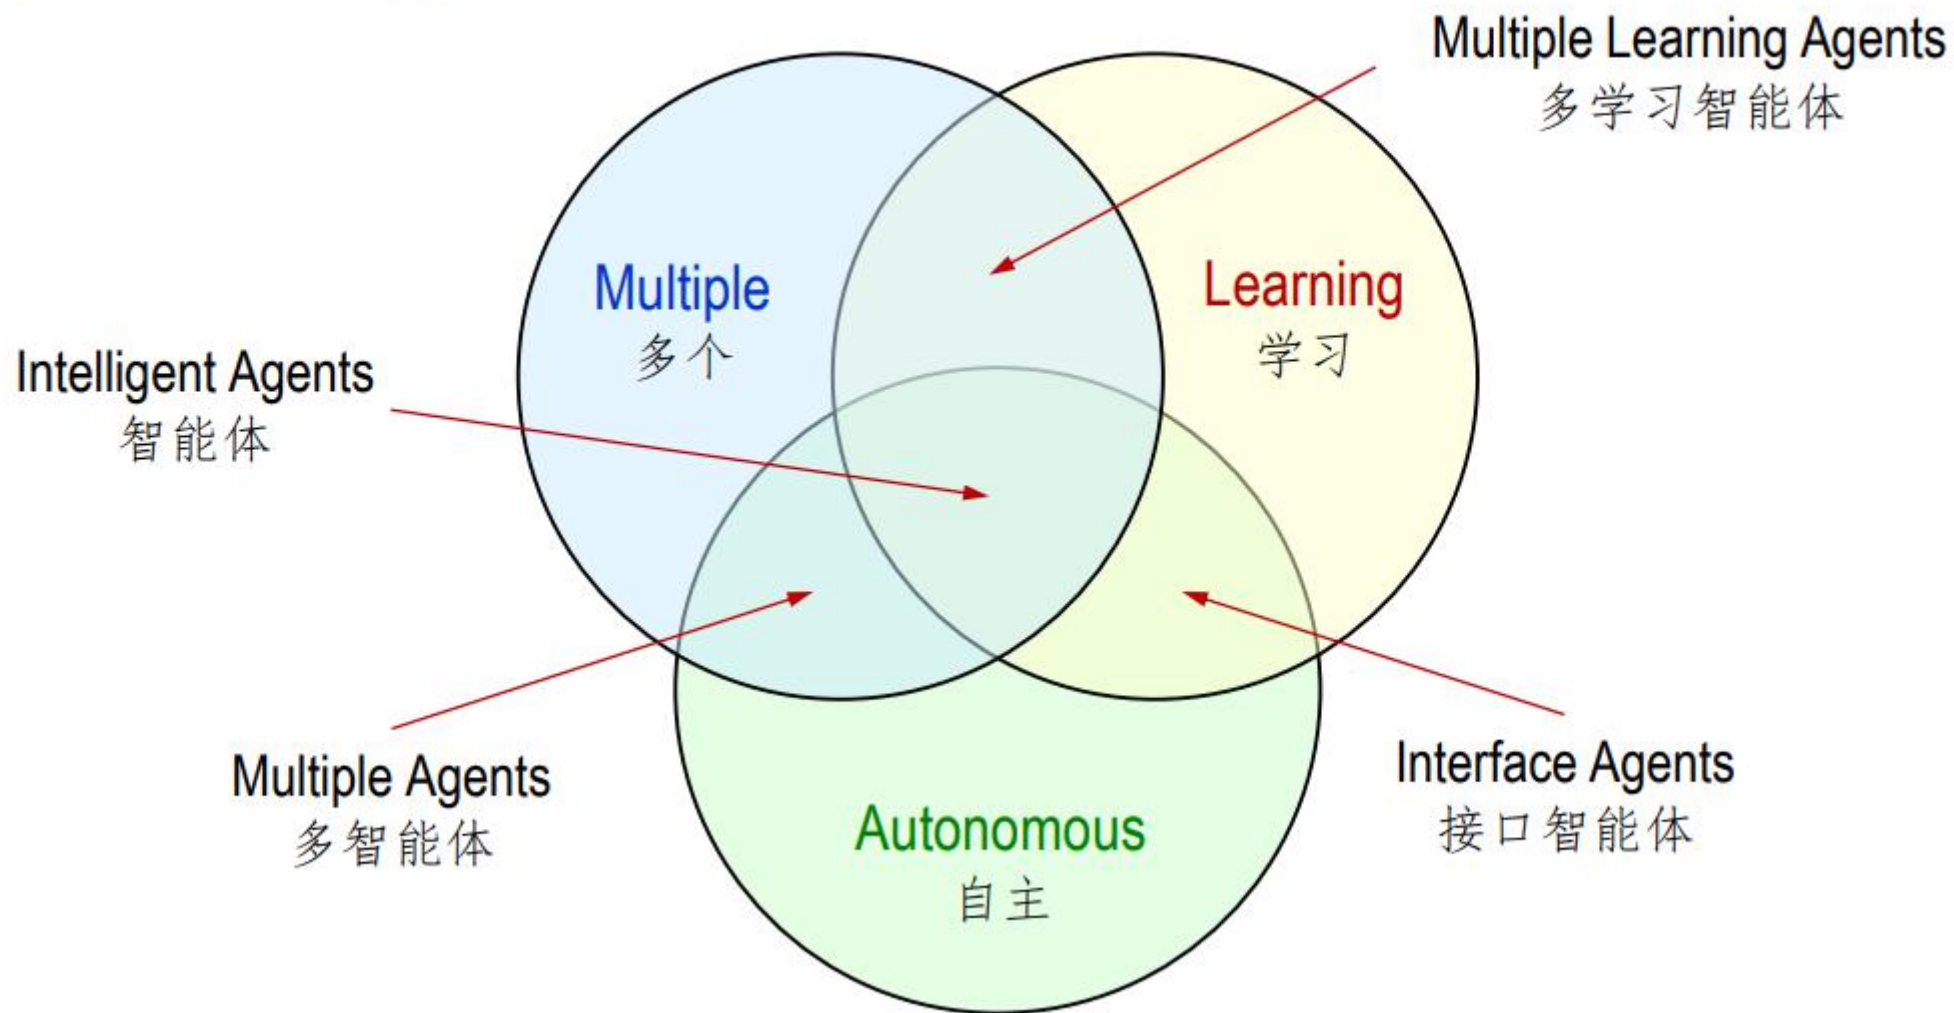 Multiple Learning Agents
多学习智能体
Multiple
多个
Learning
学习
Intelligent Agents
智能体
Multiple Agents
多智能体
Interface Agents
接口智能体
Autonomous
自主